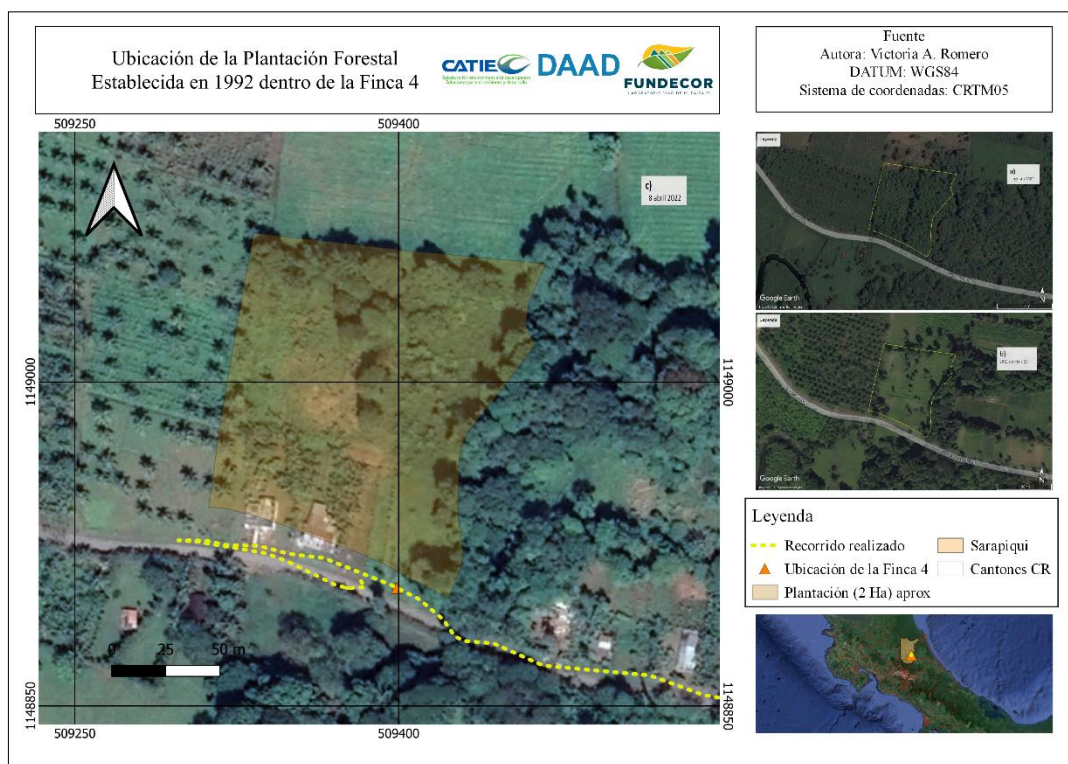 Ubicación de la Plantación Forestal
Establecida en 1992 dentro de la Finca 4
CATIE
DAAD
FUNDECOR
Fuente
Autora: Victoria A. Romero
DATUM: WGS84
Sistema de coordenadas: CRTM05
509250
509400
c)
8 abril 2022
1149000
1149000
0
25
50 m
1148850
1148850
509250
509400
Leyenda
a)
Google Earth
N
Leyenda
b)
Google Earth
N
Leyenda
Recorrido realizado
Sarapiqui
Ubicación de la Finca 4
Cantones CR
Plantación (2 Ha) aprox